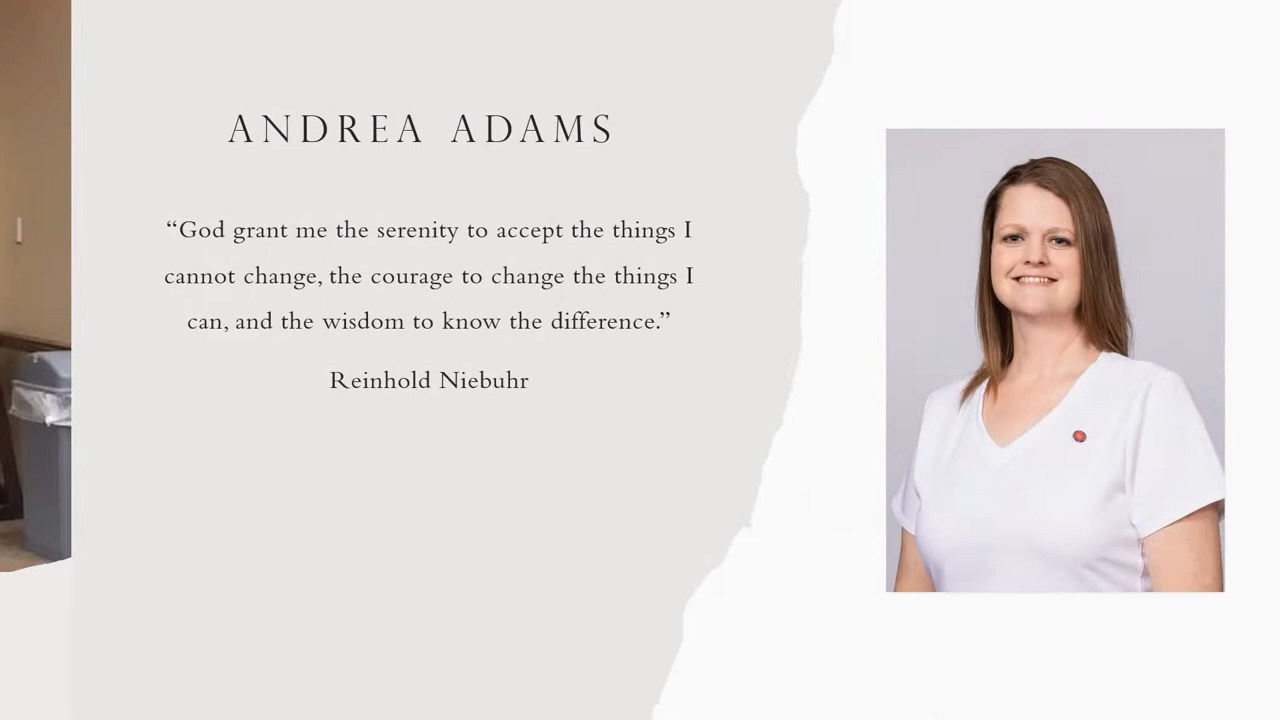 ANDREA ADAMS
“God grant me the serenity to accept the things I
cannot change, the courage to change the things I
can, and the wisdom to know the difference.”
Reinhold Niebuhr